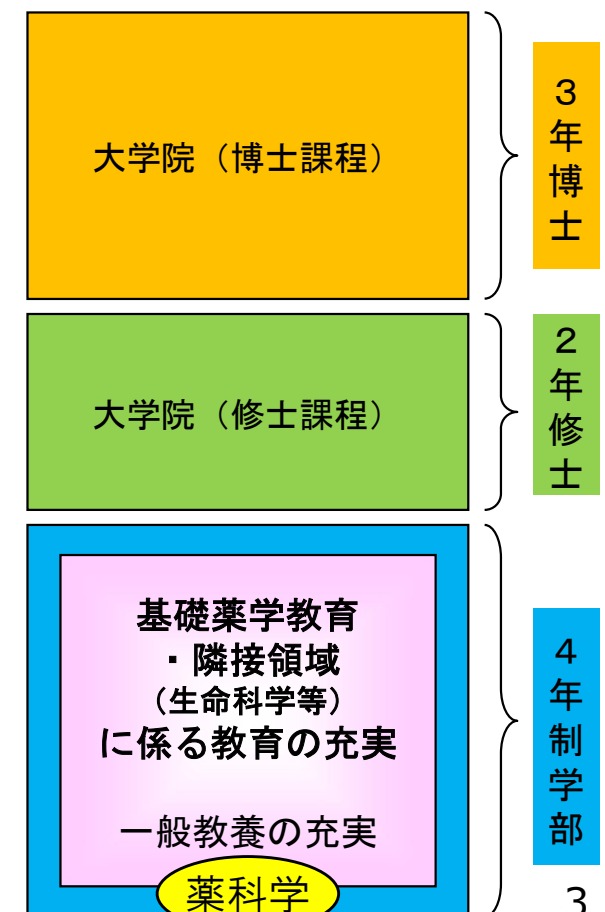 大学院（博士課程）
3年博士
大学院（修士課程）
2年修士
基礎薬学教育
・隣接領域
（生命科学等）
に係る教育の充実
一般教養の充実
薬科学
4年制学部
3